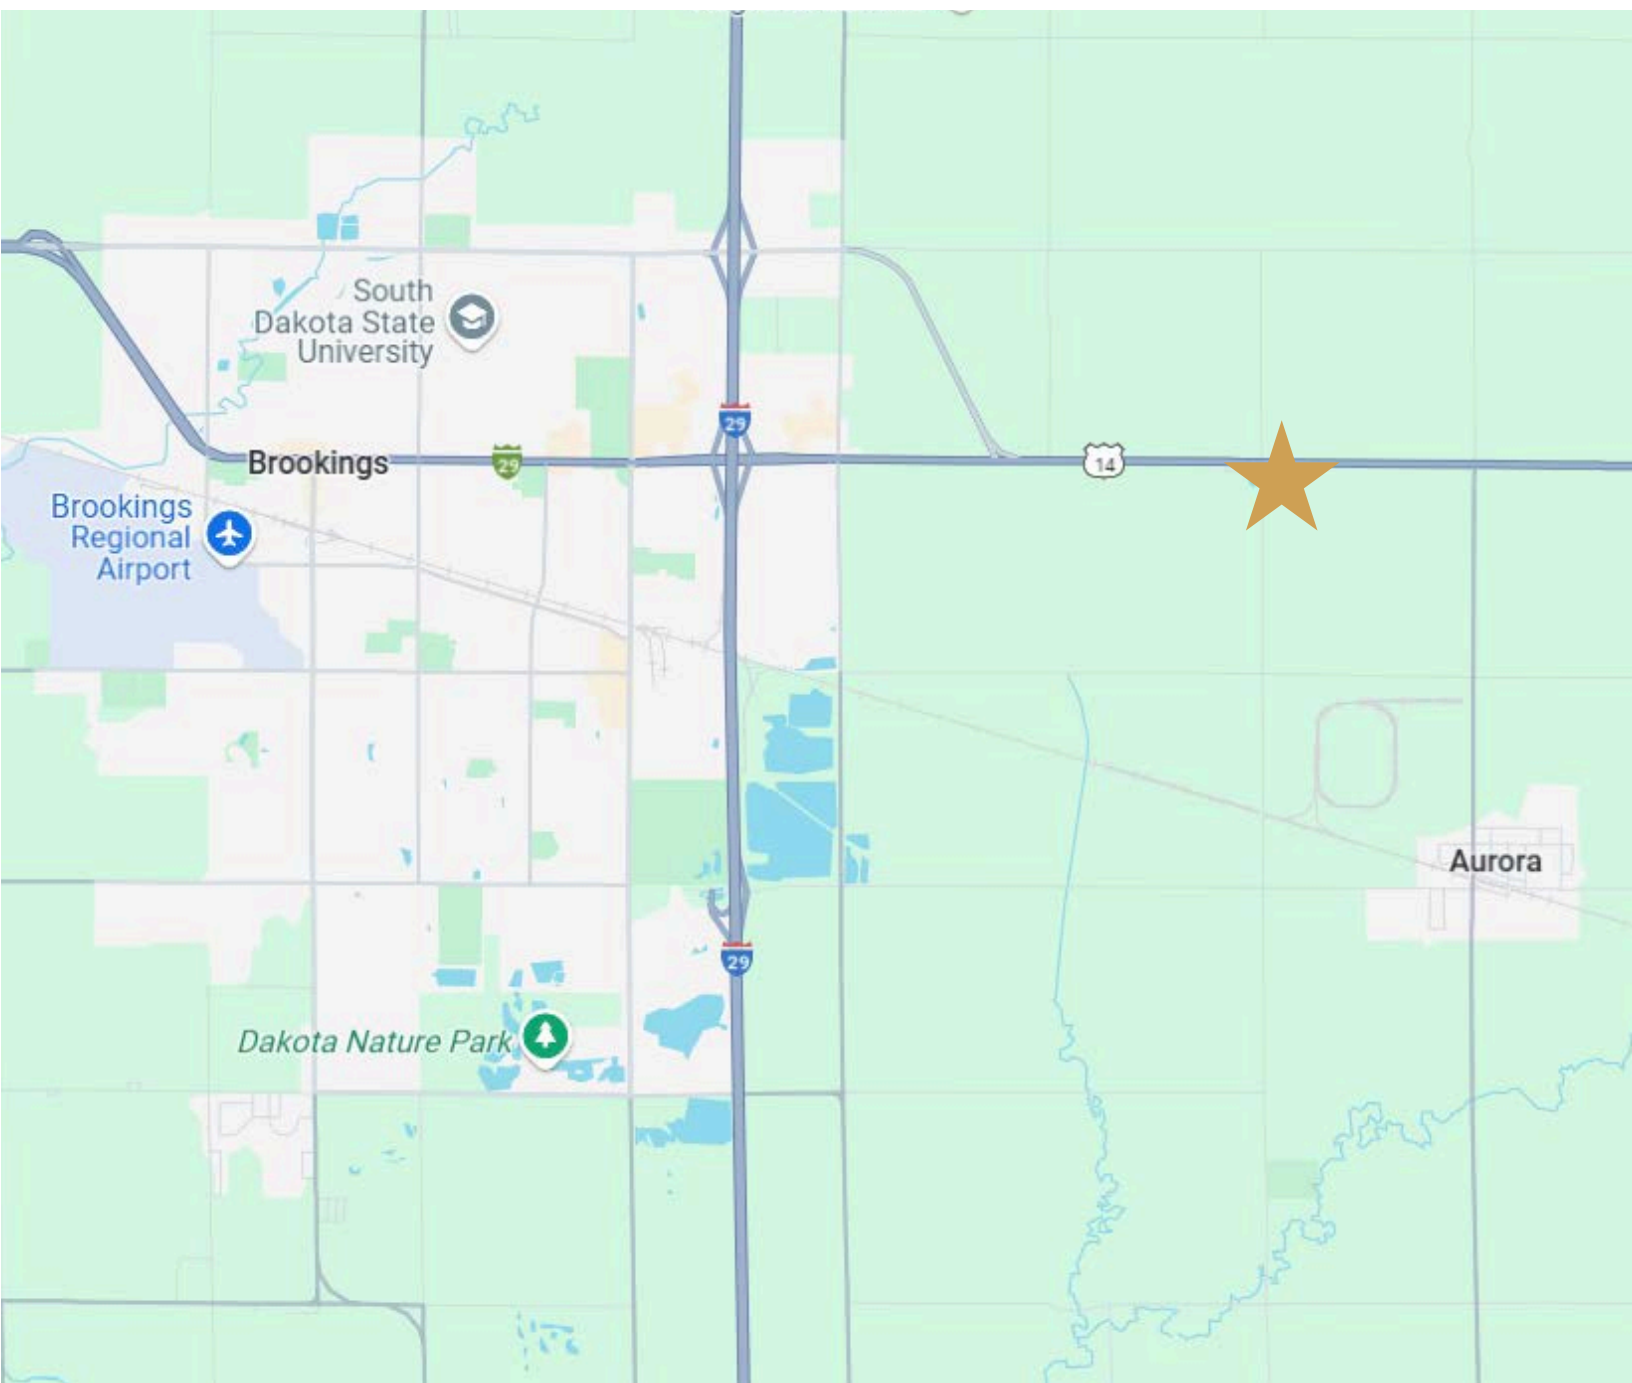 South
Dakota State
University
29
Brookings
29
14
Brookings
Regional
Airport
Aurora
29
Dakota Nature Park